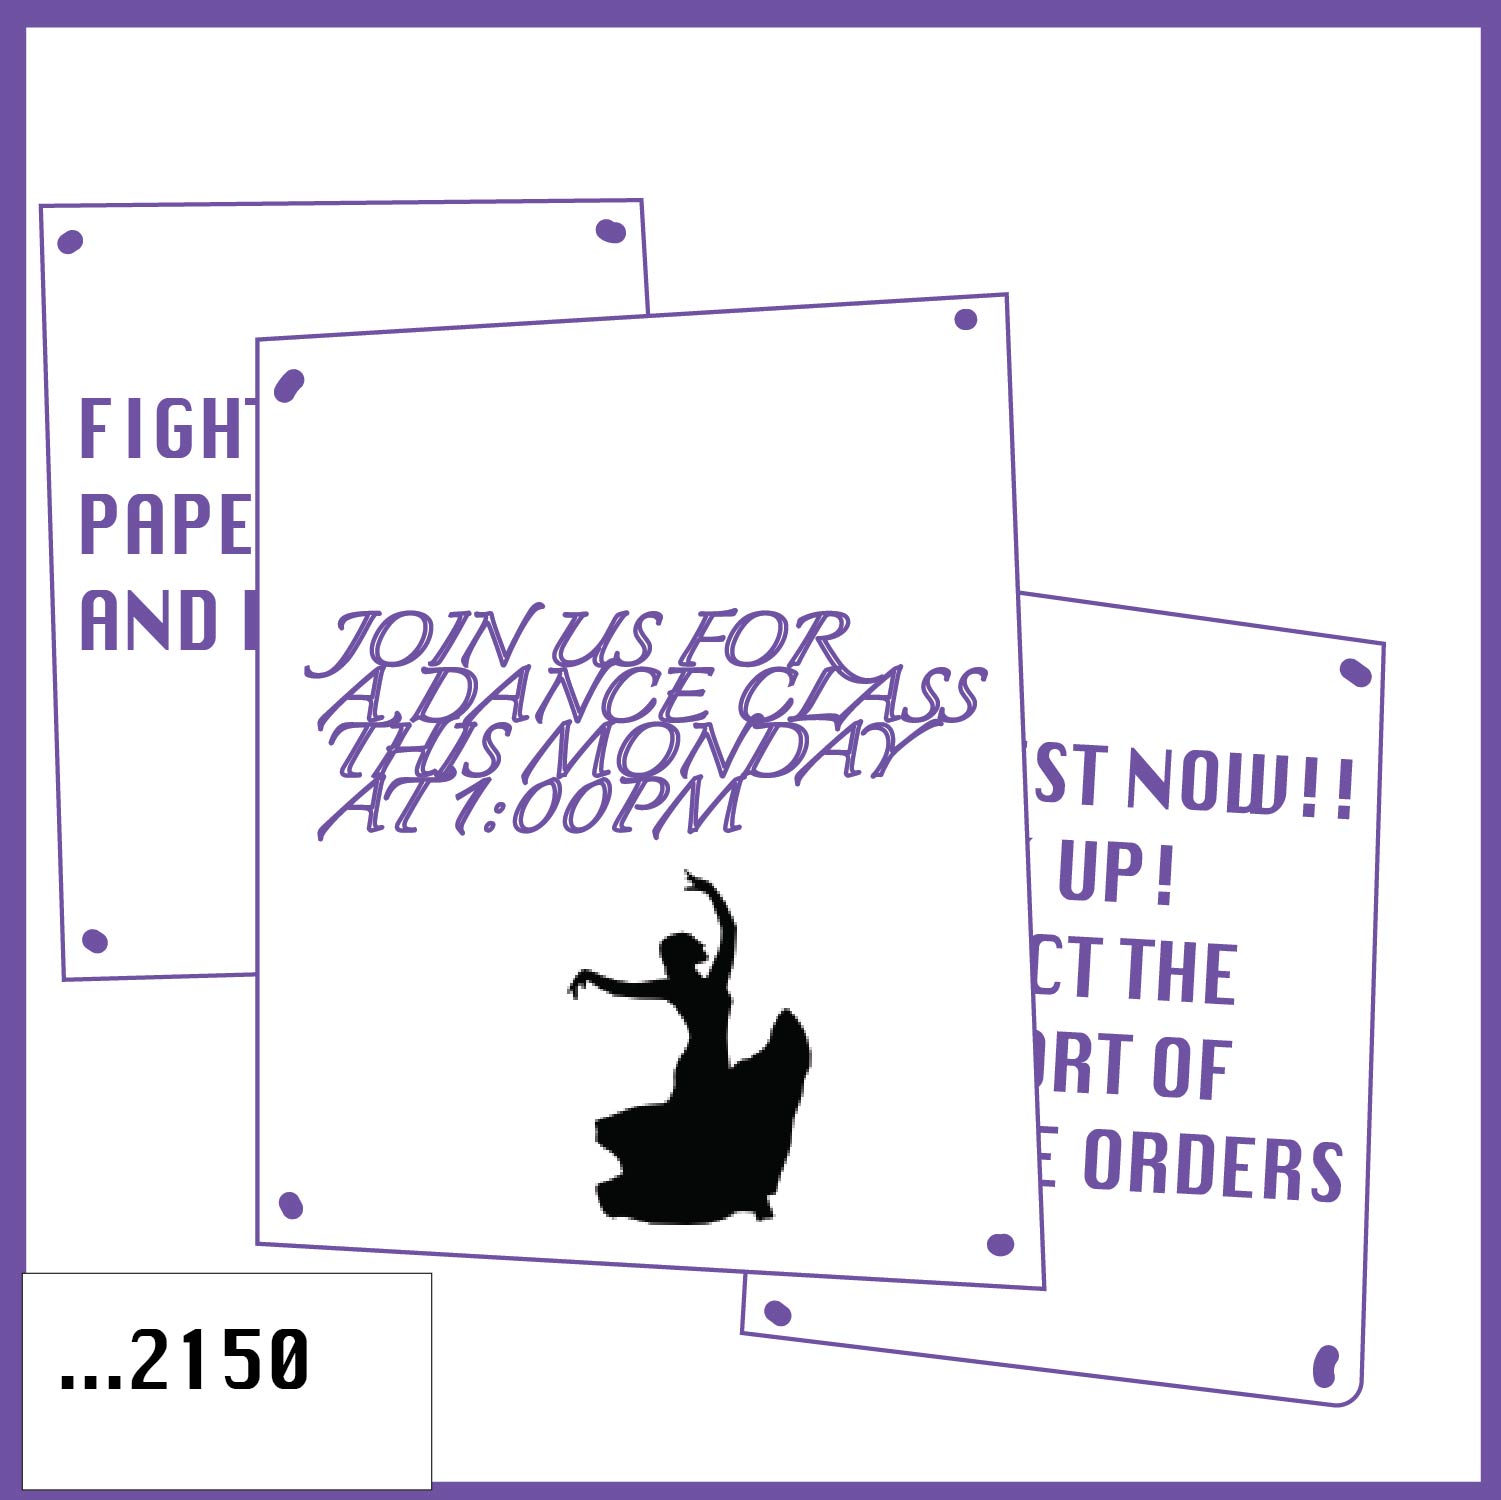 FIGHT
PAPE
AND
JOIN US FOR
A DANCE CLASS
THIS MONDAY
AT 1:00PM
ST NOW!!
UP!
CT THE
ORT OF
E ORDERS
...2150